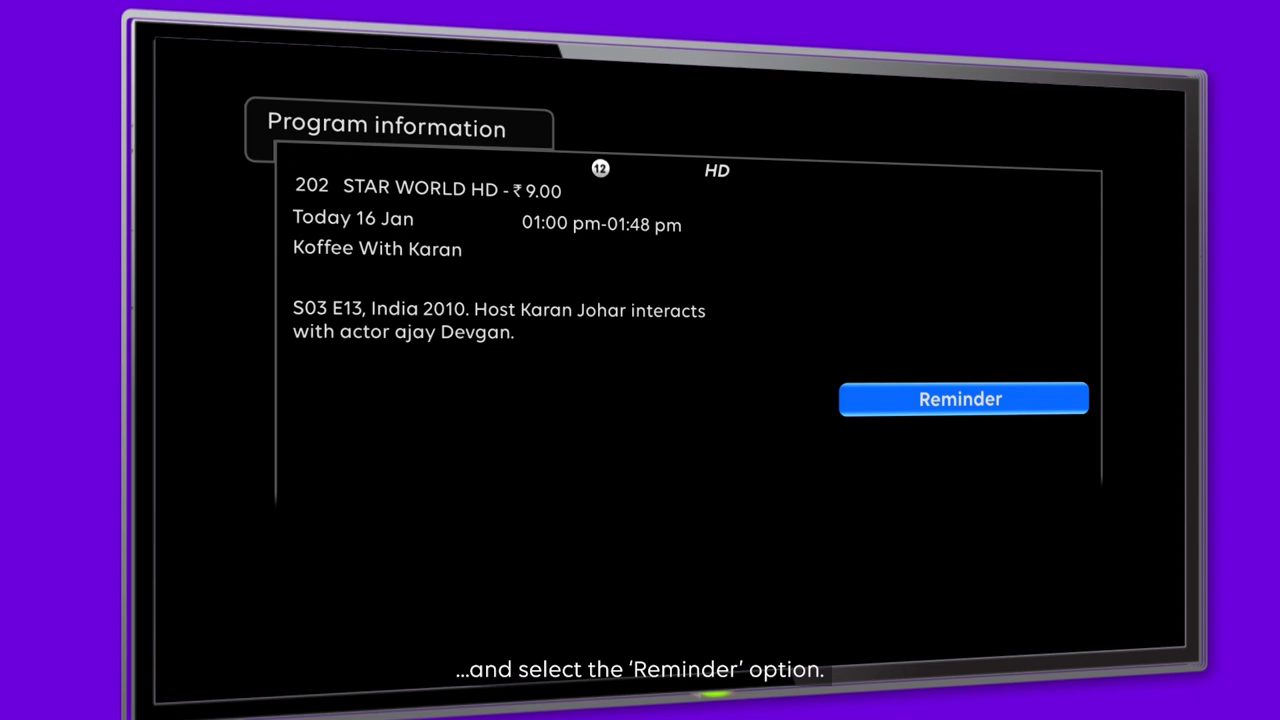 Program information
12 HD
202 STAR WORLD HD - ₹ 9.00
Today 16 Jan 01:00 pm-01:48 pm
Koffee With Karan
S03 E13, India 2010. Host Karan Johar interacts
with actor ajay Devgan.
Reminder
...and select the 'Reminder' option.